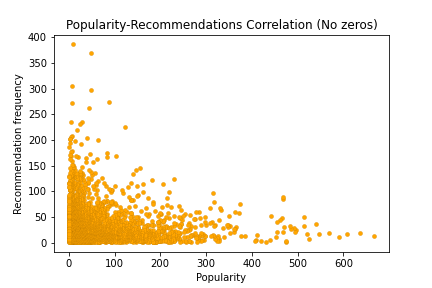 Popularity-Recommendations Correlation (No zeros)
400
350
300
250
200
150
100
50
0
Recommendation frequency
0 100 200 300 400 500 600
Popularity